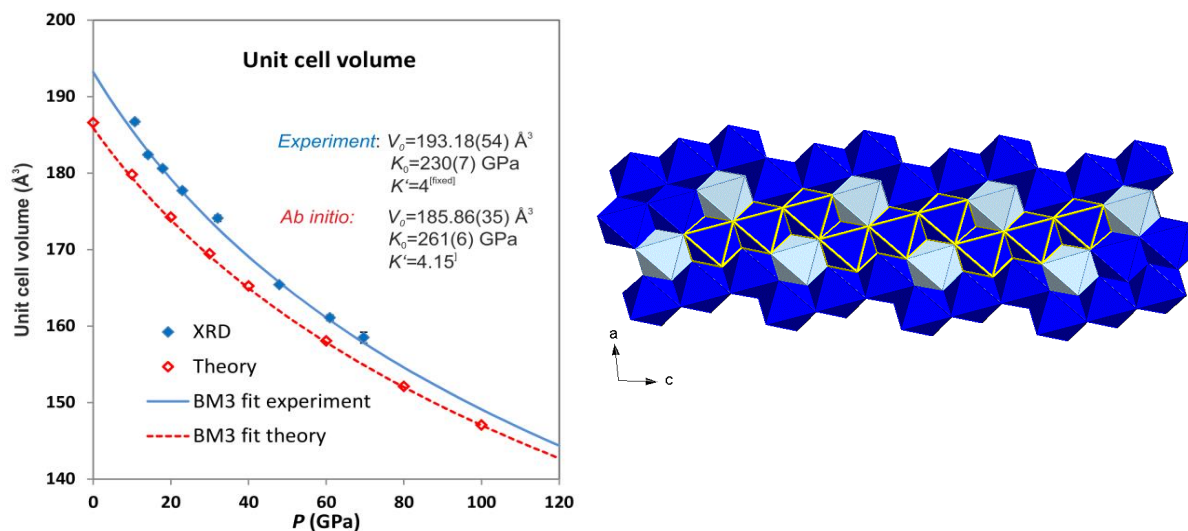 Unit cell volume
Experiment: V₀=193.18(54) Å³
K₀=230(7) GPa
K'=4[fixed]
Ab initio: V₀=185.86(35) Å³
K₀=261(6) GPa
K'=4.15]
XRD
Theory
BM3 fit experiment
BM3 fit theory
Unit cell volume (Å³)
200
190
180
170
160
150
140
0 20 40 60 80 100 120
P (GPa)
a
c